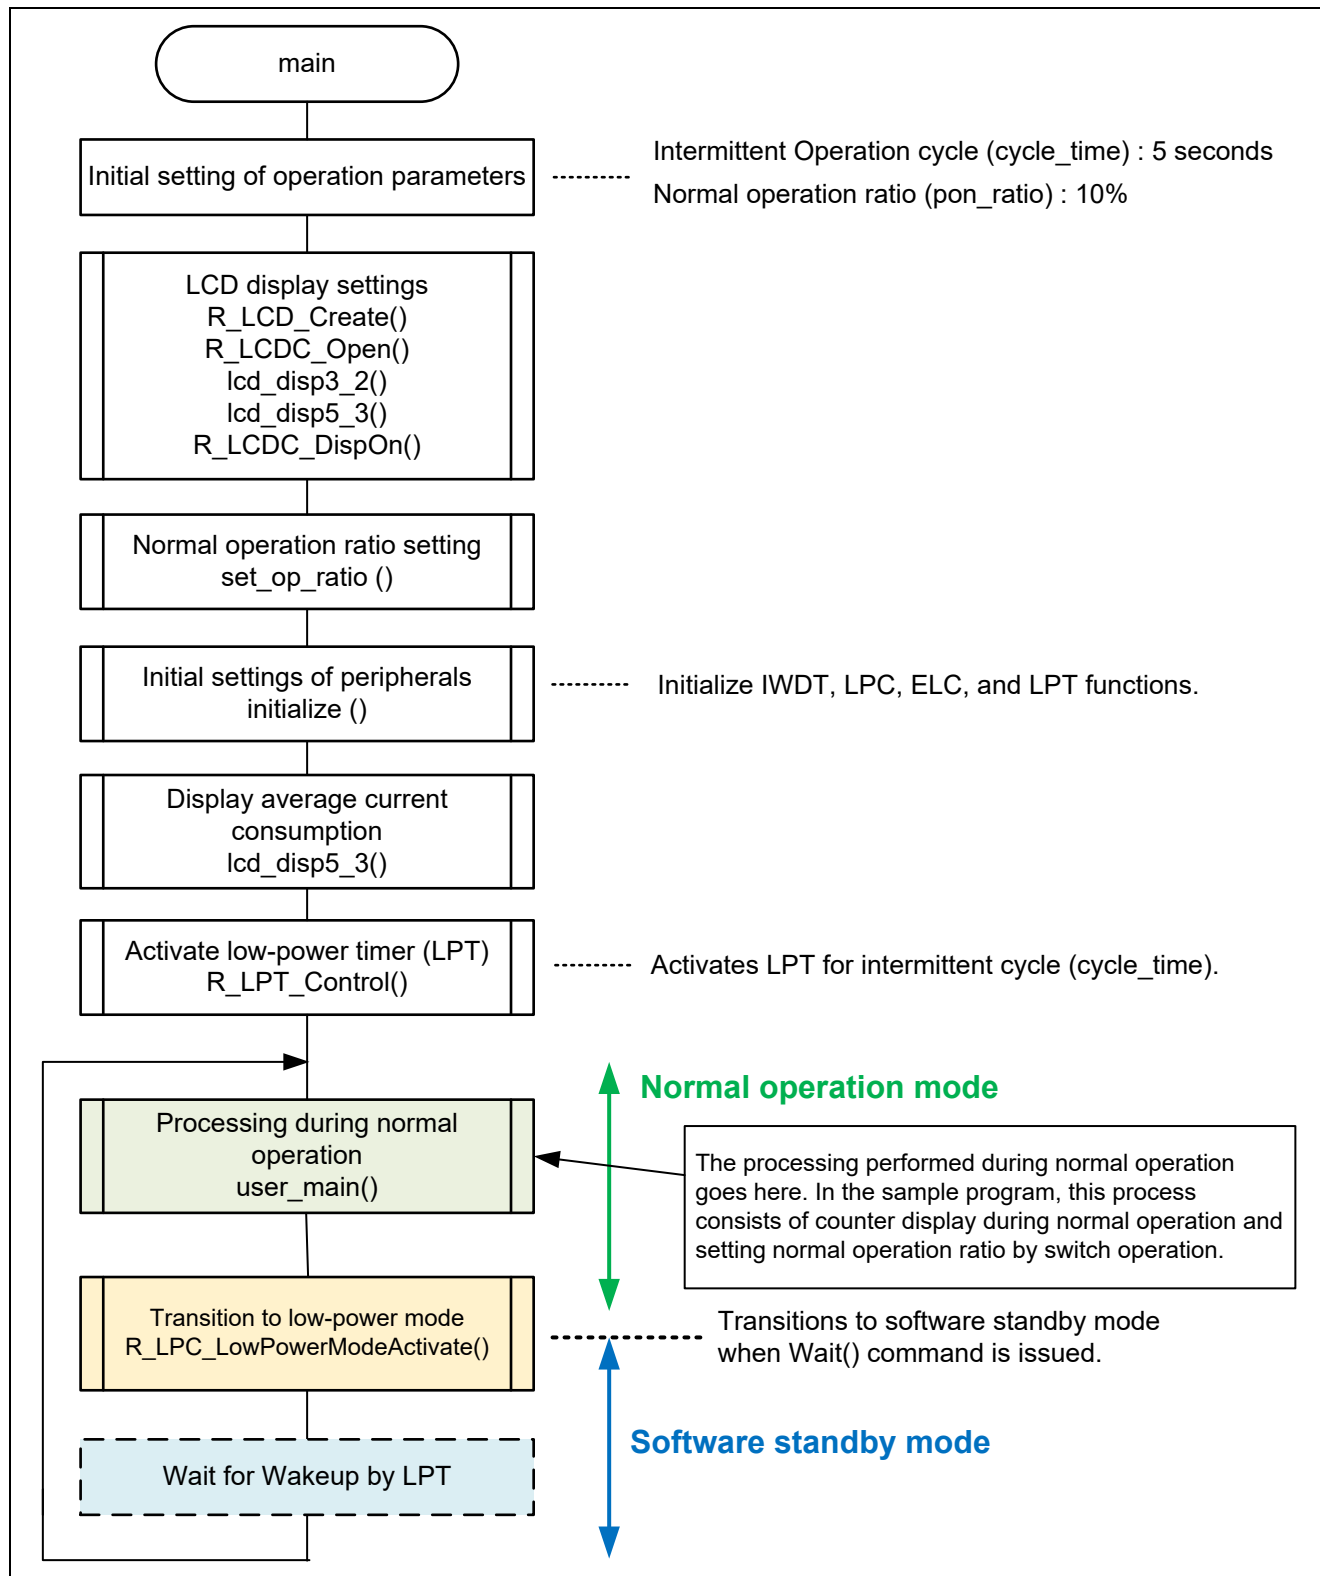 main
Initial setting of operation parameters
Intermittent Operation cycle (cycle_time) : 5 seconds
Normal operation ratio (pon_ratio) : 10%
LCD display settings
R_LCD_Create()
R_LCDC_Open()
lcd_disp3_2()
lcd_disp5_3()
R_LCDC_DispOn()
Normal operation ratio setting
set_op_ratio ()
Initial settings of peripherals
initialize ()
Initialize IWDT, LPC, ELC, and LPT functions.
Display average current
consumption
lcd_disp5_3()
Activate low-power timer (LPT)
R_LPT_Control()
Activates LPT for intermittent cycle (cycle_time).
Normal operation mode
Processing during normal
operation
user_main()
The processing performed during normal operation
goes here. In the sample program, this process
consists of counter display during normal operation and
setting normal operation ratio by switch operation.
Transition to low-power mode
R_LPC_LowPowerModeActivate()
Transitions to software standby mode
when Wait() command is issued.
Software standby mode
Wait for Wakeup by LPT